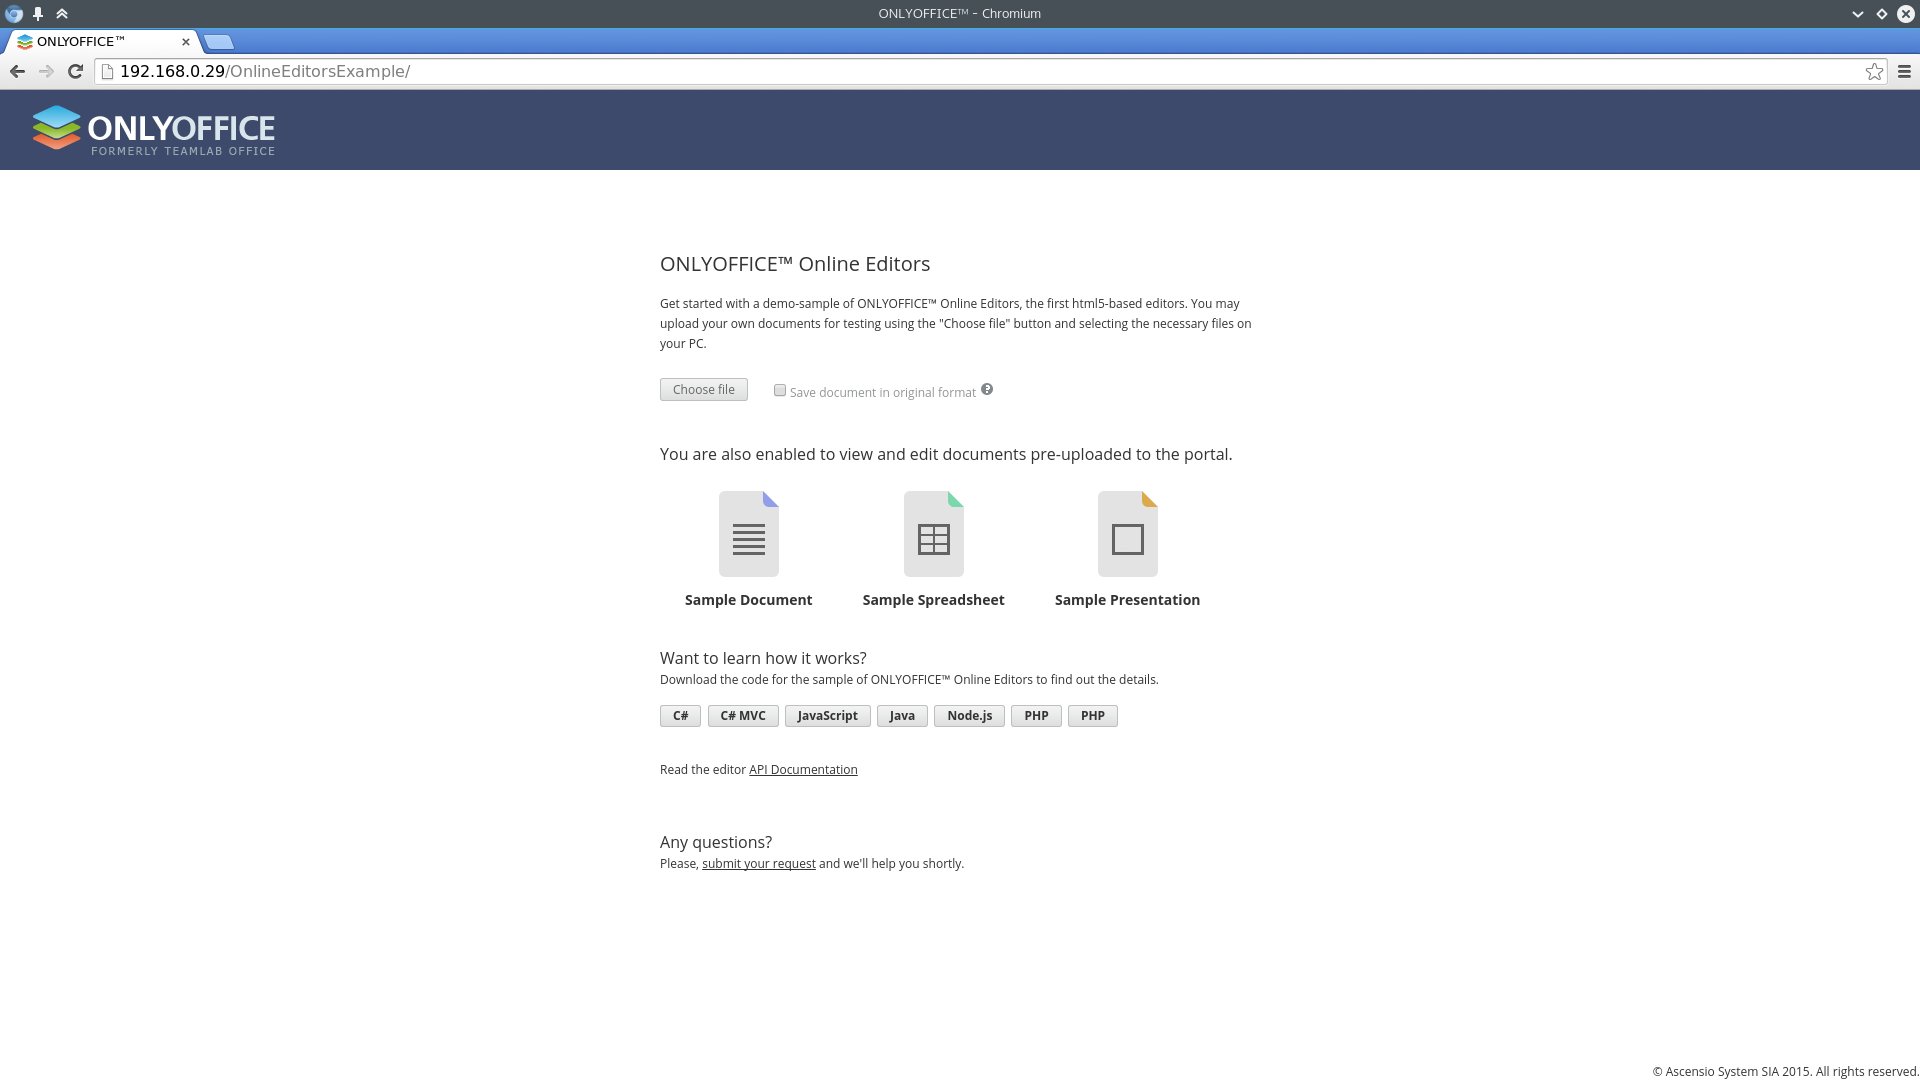 ONLYOFFICE™ - Chromium
ONLYOFFICE™
192.168.0.29/OnlineEditorsExample/
ONLYOFFICE
FORMERLY TEAMLAB OFFICE
ONLYOFFICE™ Online Editors
Get started with a demo-sample of ONLYOFFICE™ Online Editors, the first html5-based editors. You may
upload your own documents for testing using the "Choose file" button and selecting the necessary files on
your PC.
Choose file Save document in original format ?
You are also enabled to view and edit documents pre-uploaded to the portal.
Sample Document Sample Spreadsheet Sample Presentation
Want to learn how it works?
Download the code for the sample of ONLYOFFICE™ Online Editors to find out the details.
C# C# MVC JavaScript Java Node.js PHP PHP
Read the editor API Documentation
Any questions?
Please, submit your request and we'll help you shortly.
© Ascensio System SIA 2015. All rights reserved.